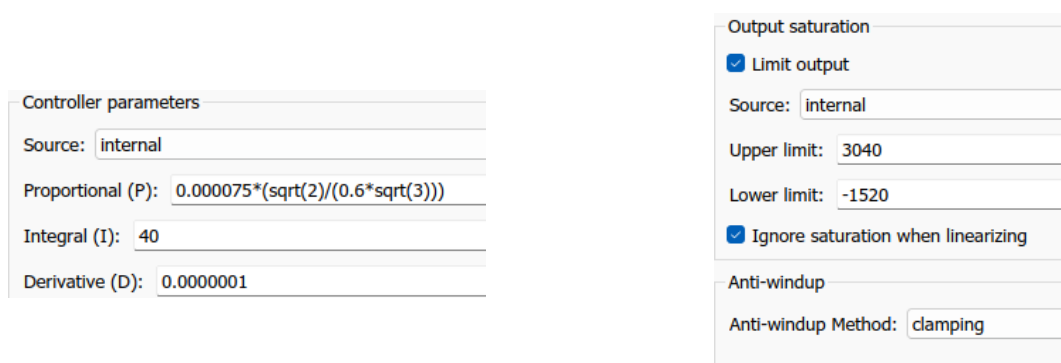 Controller parameters
Source: internal
Proportional (P): 0.000075*(sqrt(2)/(0.6*sqrt(3)))
Integral (I): 40
Derivative (D): 0.0000001
Output saturation
Limit output
Source: internal
Upper limit: 3040
Lower limit: -1520
Ignore saturation when linearizing
Anti-windup
Anti-windup Method: clamping